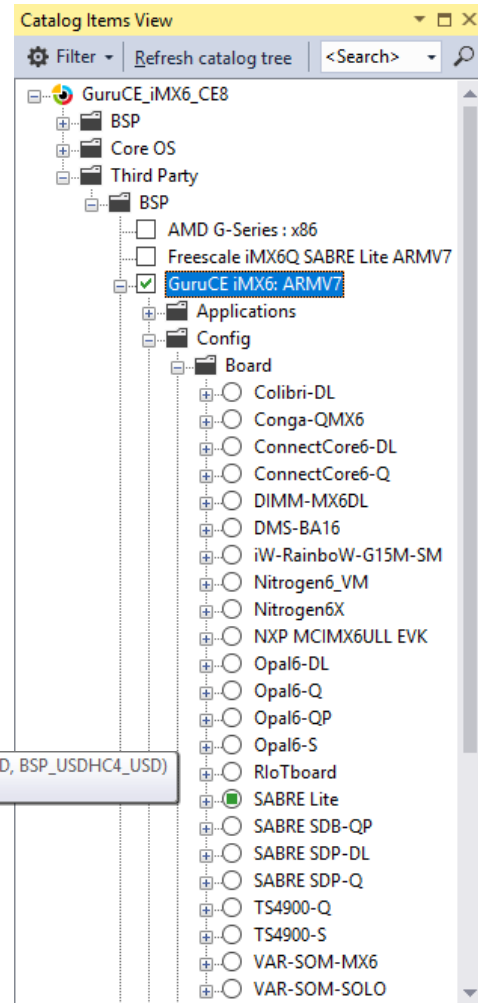 Catalog Items View
Filter Refresh catalog tree <Search>
GuruCE_iMX6_CE8
BSP
Core OS
Third Party
BSP
AMD G-Series : x86
Freescale iMX6Q SABRE Lite ARMV7
GuruCE iMX6: ARMV7
Applications
Config
Board
Colibri-DL
Conga-QMX6
ConnectCore6-DL
ConnectCore6-Q
DIMM-MX6DL
DMS-BA16
iW-RainboW-G15M-SM
Nitrogen6_VM
Nitrogen6X
NXP MCIMX6ULL EVK
Opal6-DL
Opal6-Q
Opal6-QP
Opal6-S
D, BSP_USDHC4_USD)
RIoTboard
SABRE Lite
SABRE SDB-QP
SABRE SDP-DL
SABRE SDP-Q
TS4900-Q
TS4900-S
VAR-SOM-MX6
VAR-SOM-SOLO